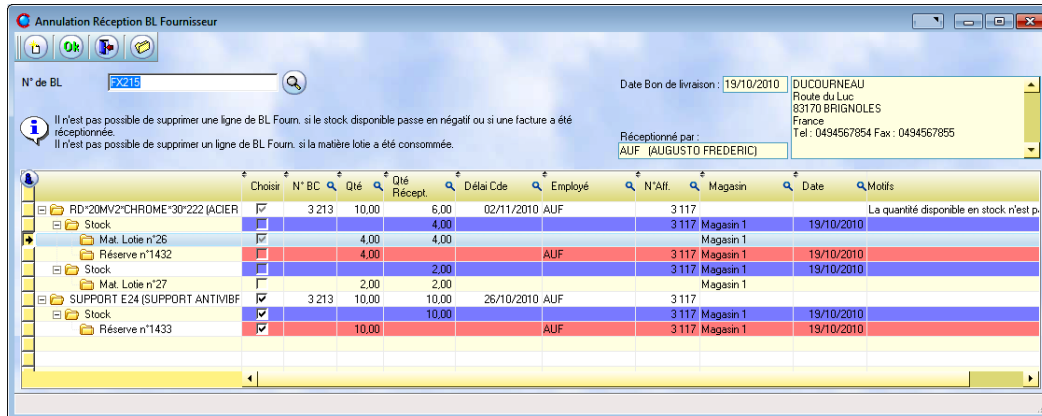 Annulation Réception BL Fournisseur
Ok
N° de BL FX215
Date Bon de livraison : 19/10/2010
DUCOURNEAU
Route du Luc
83170 BRIGNOLES
France
Tel : 0494567854 Fax : 0494567855
Il n'est pas possible de supprimer une ligne de BL Fourn. si le stock disponible passe en négatif ou si une facture a été
réceptionnée.
Il n'est pas possible de supprimer un ligne de BL Fourn. si la matière lotie a été consommée.
Réceptionné par :
AUF (AUGUSTO FREDERIC)
Choisir N° BC Qté Qté Récept. Délai Cde Employé N°Aff. Magasin Date Motifs
RD*20MV2*CHROME*30*222 (ACIER 3 213 10,00 6,00 02/11/2010 AUF 3 117 La quantité disponible en stock n'est p
Stock 4,00 3 117 Magasin 1 19/10/2010
Mat. Lotie n°26 4,00 4,00 Magasin 1
Réserve n°1432 4,00 AUF 3 117 Magasin 1 19/10/2010
Stock 2,00 3 117 Magasin 1 19/10/2010
Mat. Lotie n°27 2,00 2,00 Magasin 1
SUPPORT E24 (SUPPORT ANTIVIBF 3 213 10,00 10,00 26/10/2010 AUF 3 117
Stock 10,00 3 117 Magasin 1 19/10/2010
Réserve n°1433 10,00 AUF 3 117 Magasin 1 19/10/2010